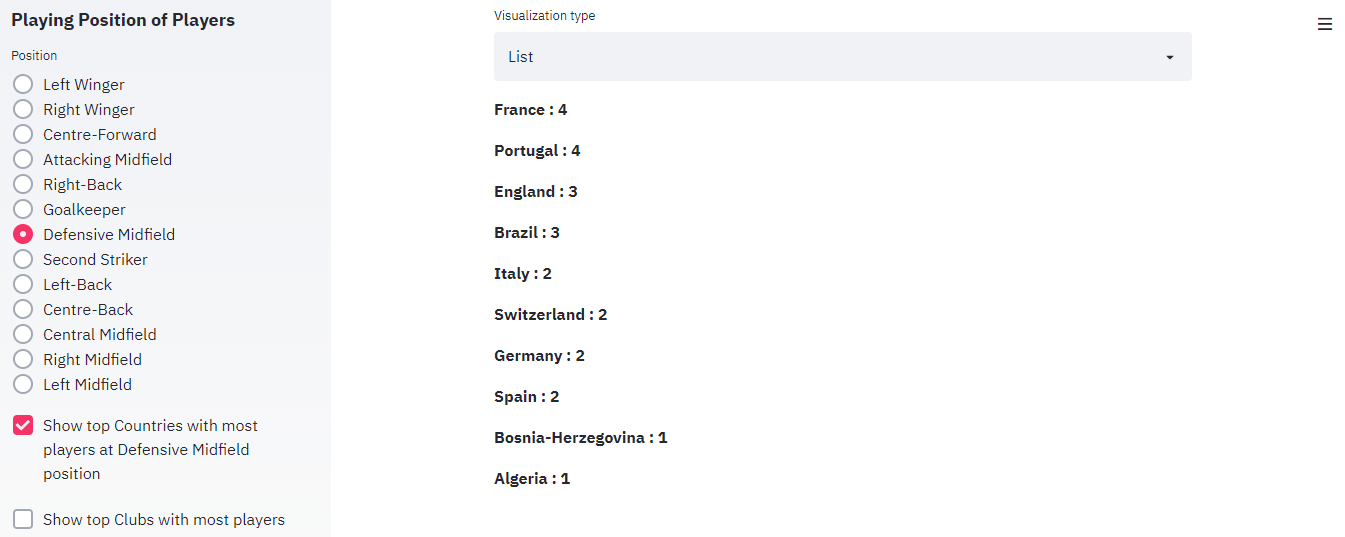 Playing Position of Players
Position
Left Winger
Right Winger
Centre-Forward
Attacking Midfield
Right-Back
Goalkeeper
Defensive Midfield
Second Striker
Left-Back
Centre-Back
Central Midfield
Right Midfield
Left Midfield
Show top Countries with most
players at Defensive Midfield
position
Show top Clubs with most players
Visualization type
List
France : 4
Portugal : 4
England : 3
Brazil : 3
Italy : 2
Switzerland : 2
Germany : 2
Spain : 2
Bosnia-Herzegovina : 1
Algeria : 1